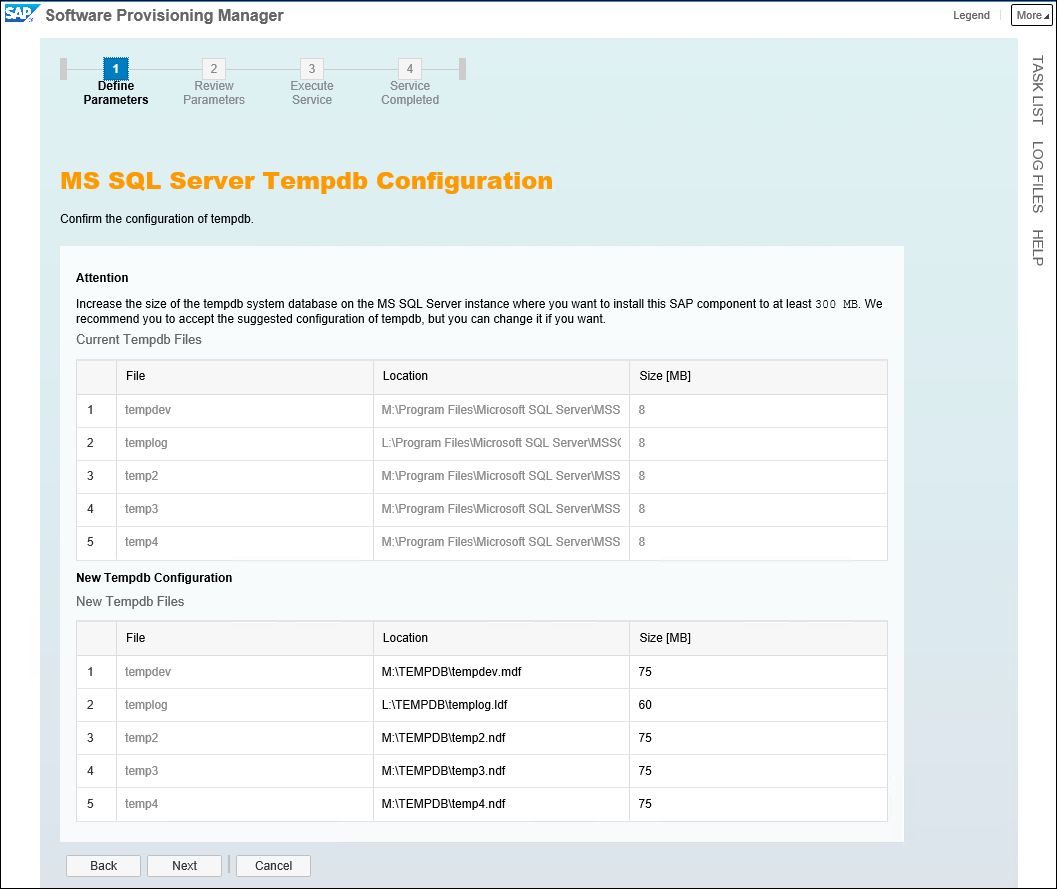 SAP Software Provisioning Manager Legend More
1 2 3 4
Define Parameters Review Parameters Execute Service Service Completed
TASK LIST
LOG FILES
HELP
MS SQL Server Tempdb Configuration
Confirm the configuration of tempdb.
Attention
Increase the size of the tempdb system database on the MS SQL Server instance where you want to install this SAP component to at least 300 MB. We
recommend you to accept the suggested configuration of tempdb, but you can change it if you want.
Current Tempdb Files
File Location Size [MB]
1 tempdev M:\Program Files\Microsoft SQL Server\MSS 8
2 templog L:\Program Files\Microsoft SQL Server\MSSQ 8
3 temp2 M:\Program Files\Microsoft SQL Server\MSS 8
4 temp3 M:\Program Files\Microsoft SQL Server\MSS 8
5 temp4 M:\Program Files\Microsoft SQL Server\MSS 8
New Tempdb Configuration
New Tempdb Files
File Location Size [MB]
1 tempdev M:\TEMPDB\tempdev.mdf 75
2 templog L:\TEMPDB\templog.ldf 60
3 temp2 M:\TEMPDB\temp2.ndf 75
4 temp3 M:\TEMPDB\temp3.ndf 75
5 temp4 M:\TEMPDB\temp4.ndf 75
Back Next Cancel